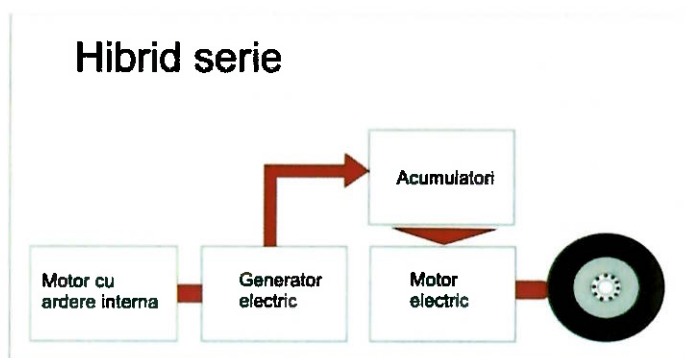 Hibrid serie
Acumulatori
Motor cu
ardere interna
Generator
electric
Motor
electric